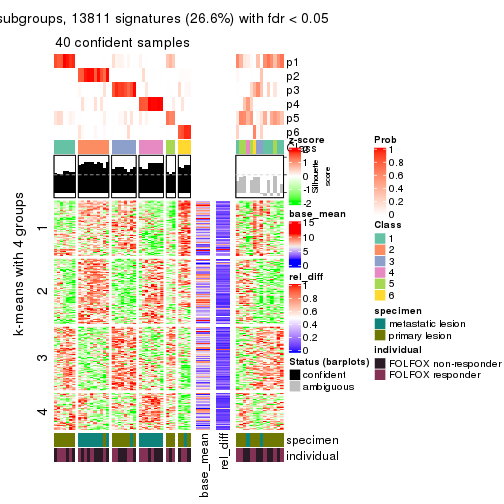 subgroups, 13811 signatures (26.6%) with fdr < 0.05
40 confident samples
p1
p2
p3
p4
p5
p6
Class
Silhouette
score
k-means with 4 groups
1
2
3
4
z-score
2
1
0
-1
-2
base_mean
15
10
5
0
rel_diff
1
0.8
0.6
0.4
0.2
0
Status (barplots)
confident
ambiguous
Prob
1
0.8
0.6
0.4
0.2
0
Class
1
2
3
4
5
6
specimen
metastatic lesion
primary lesion
individual
FOLFOX non-responder
FOLFOX responder
specimen
individual
base_mean
rel_diff